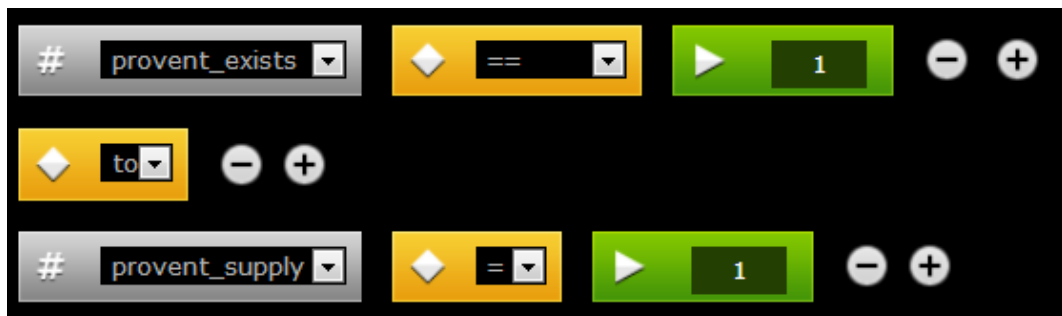 # provent_exists == 1
to
# provent_supply = 1